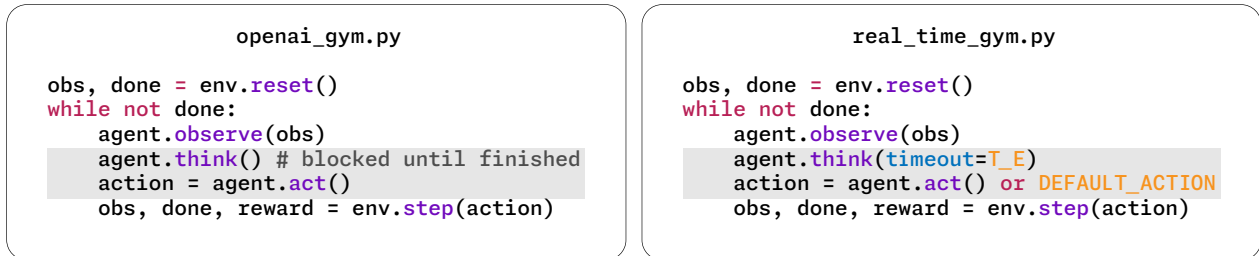 openai_gym.py
obs, done = env.reset()
while not done:
    agent.observe(obs)
    agent.think() # blocked until finished
    action = agent.act()
    obs, done, reward = env.step(action)
real_time_gym.py
obs, done = env.reset()
while not done:
    agent.observe(obs)
    agent.think(timeout=T_E)
    action = agent.act() or DEFAULT_ACTION
    obs, done, reward = env.step(action)